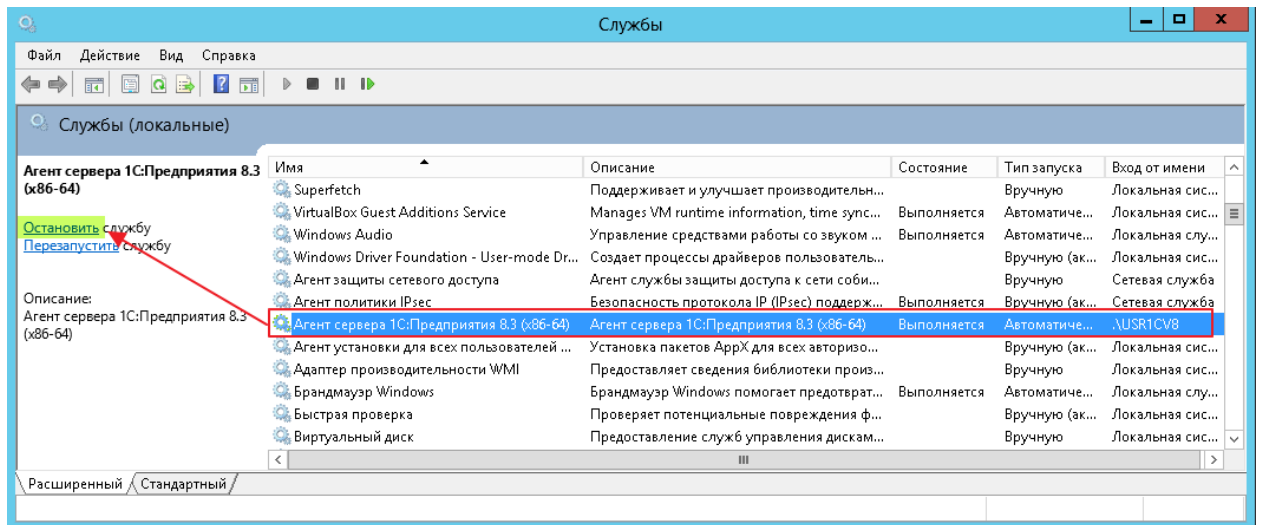 Службы
Файл Действие Вид Справка
Службы (локальные)
Агент сервера 1С:Предприятия 8.3
(x86-64)
Остановить службу
Перезапустить службу
Описание:
Агент сервера 1С:Предприятия 8.3
(x86-64)
Имя Описание Состояние Тип запуска Вход от имени
Superfetch Поддерживает и улучшает производительн... Вручную Локальная сис...
VirtualBox Guest Additions Service Manages VM runtime information, time sync... Выполняется Автоматиче... Локальная сис...
Windows Audio Управление средствами работы со звуком ... Выполняется Автоматиче... Локальная слу...
Windows Driver Foundation - User-mode Dr... Создает процессы драйверов пользователь... Вручную (ак... Локальная сис...
Агент защиты сетевого доступа Агент службы защиты доступа к сети соби... Вручную Сетевая служба
Агент политики IPsec Безопасность протокола IP (IPsec) поддерж... Выполняется Вручную (ак... Сетевая служба
Агент сервера 1С:Предприятия 8.3 (x86-64) Агент сервера 1С:Предприятия 8.3 (x86-64) Выполняется Автоматиче... .\USR1CV8
Агент установки для всех пользователей ... Установка пакетов AppX для всех авторизо... Вручную (ак... Локальная сис...
Адаптер производительности WMI Предоставляет сведения библиотеки произ... Вручную Локальная сис...
Брандмауэр Windows Брандмауэр Windows помогает предотврат... Выполняется Автоматиче... Локальная слу...
Быстрая проверка Проверяет потенциальные повреждения ф... Вручную (ак... Локальная сис...
Виртуальный диск Предоставление служб управления дискам... Вручную Локальная сис...
Расширенный Стандартный